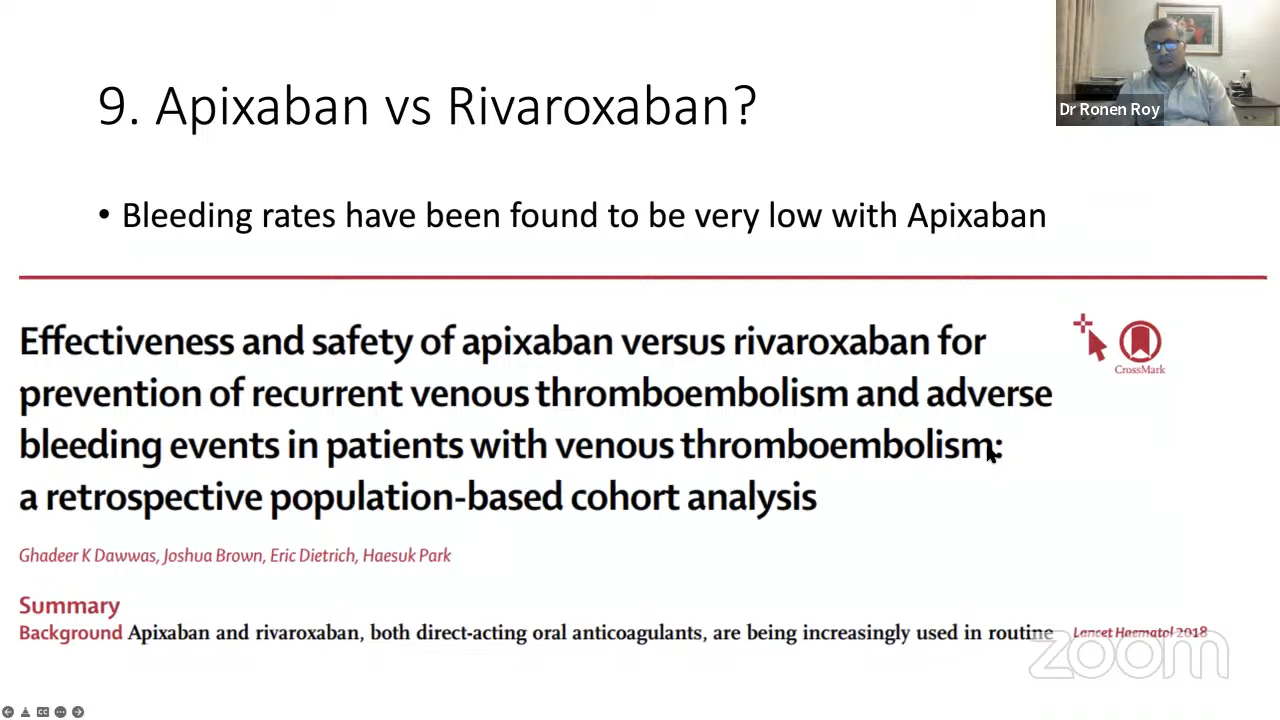 9. Apixaban vs Rivaroxaban?
Dr Ronen Roy
• Bleeding rates have been found to be very low with Apixaban
Effectiveness and safety of apixaban versus rivaroxaban for
prevention of recurrent venous thromboembolism and adverse
bleeding events in patients with venous thromboembolism:
a retrospective population-based cohort analysis
CrossMark
Ghadeer K Dawwas, Joshua Brown, Eric Dietrich, Haesuk Park
Summary
Background Apixaban and rivaroxaban, both direct-acting oral anticoagulants, are being increasingly used in routine
Lancet Haematol 2018
zoom
CC